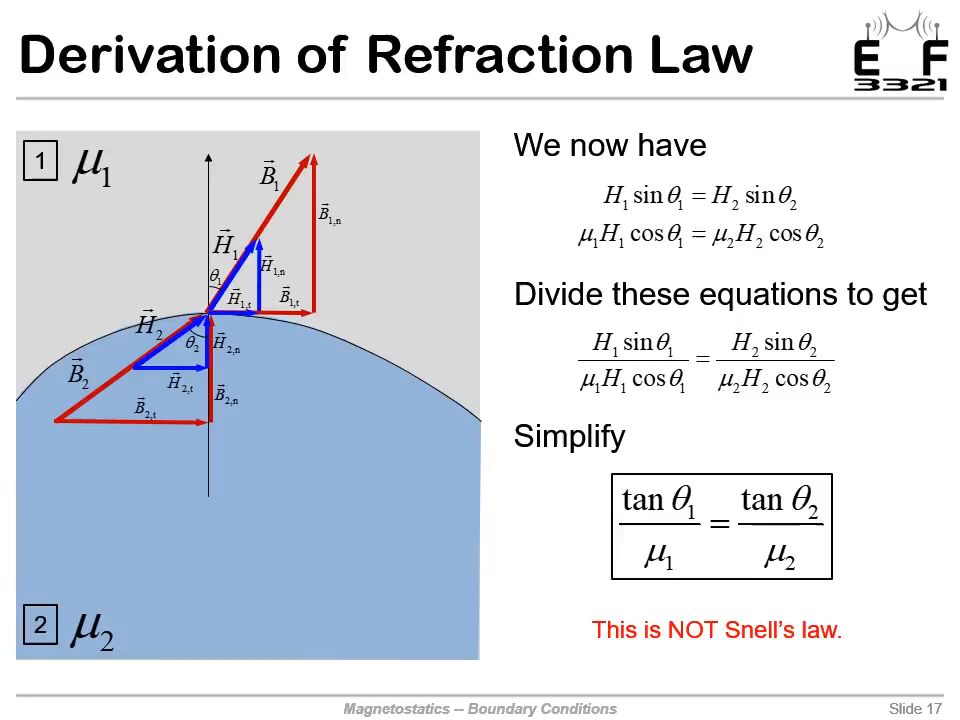 Derivation of Refraction Law
E F
3321
1 μ₁
B⃗₁
B⃗₁,ₙ
H⃗₁
H⃗₁,ₙ
θ₁
H⃗₁,ₜ B⃗₁,ₜ
H⃗₂
θ₂ H⃗₂,ₙ
B⃗₂
H⃗₂,ₜ B⃗₂,ₙ
B⃗₂,ₜ
2 μ₂
We now have
H₁ sin θ₁ = H₂ sin θ₂
μ₁H₁ cos θ₁ = μ₂H₂ cos θ₂
Divide these equations to get
H₁ sin θ₁ / μ₁H₁ cos θ₁ = H₂ sin θ₂ / μ₂H₂ cos θ₂
Simplify
tan θ₁ / μ₁ = tan θ₂ / μ₂
This is NOT Snell's law.
Magnetostatics -- Boundary Conditions
Slide 17